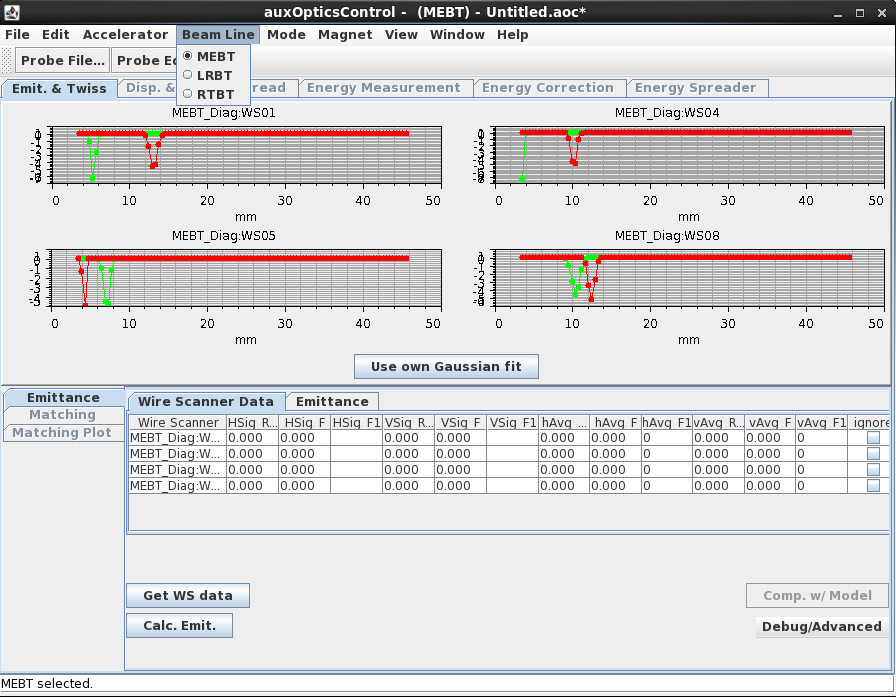 auxOpticsControl - (MEBT) - Untitled.aoc*
File Edit Accelerator Beam Line Mode Magnet View Window Help
Probe File... Probe Ed
MEBT
LRBT
RTBT
Emit. & Twiss Disp. & read Energy Measurement Energy Correction Energy Spreader
MEBT_Diag:WS01
0 10 20 30 40 50
mm
MEBT_Diag:WS04
0 10 20 30 40 50
mm
MEBT_Diag:WS05
1
0
-1
-2
-3
-4
-5
0 10 20 30 40 50
mm
MEBT_Diag:WS08
0 10 20 30 40 50
mm
Use own Gaussian fit
Emittance
Matching
Matching Plot
Wire Scanner Data Emittance
Wire Scanner HSig_R... HSig_F HSig_F1 VSig_R... VSig_F VSig_F1 hAvg_... hAvg_F hAvg_F1 vAvg_R... vAvg_F vAvg_F1 ignore
MEBT_Diag:W... 0.000 0.000 0.000 0.000 0.000 0.000 0 0.000 0.000 0
MEBT_Diag:W... 0.000 0.000 0.000 0.000 0.000 0.000 0 0.000 0.000 0
MEBT_Diag:W... 0.000 0.000 0.000 0.000 0.000 0.000 0 0.000 0.000 0
MEBT_Diag:W... 0.000 0.000 0.000 0.000 0.000 0.000 0 0.000 0.000 0
Get WS data
Comp. w/ Model
Calc. Emit.
Debug/Advanced
MEBT selected.